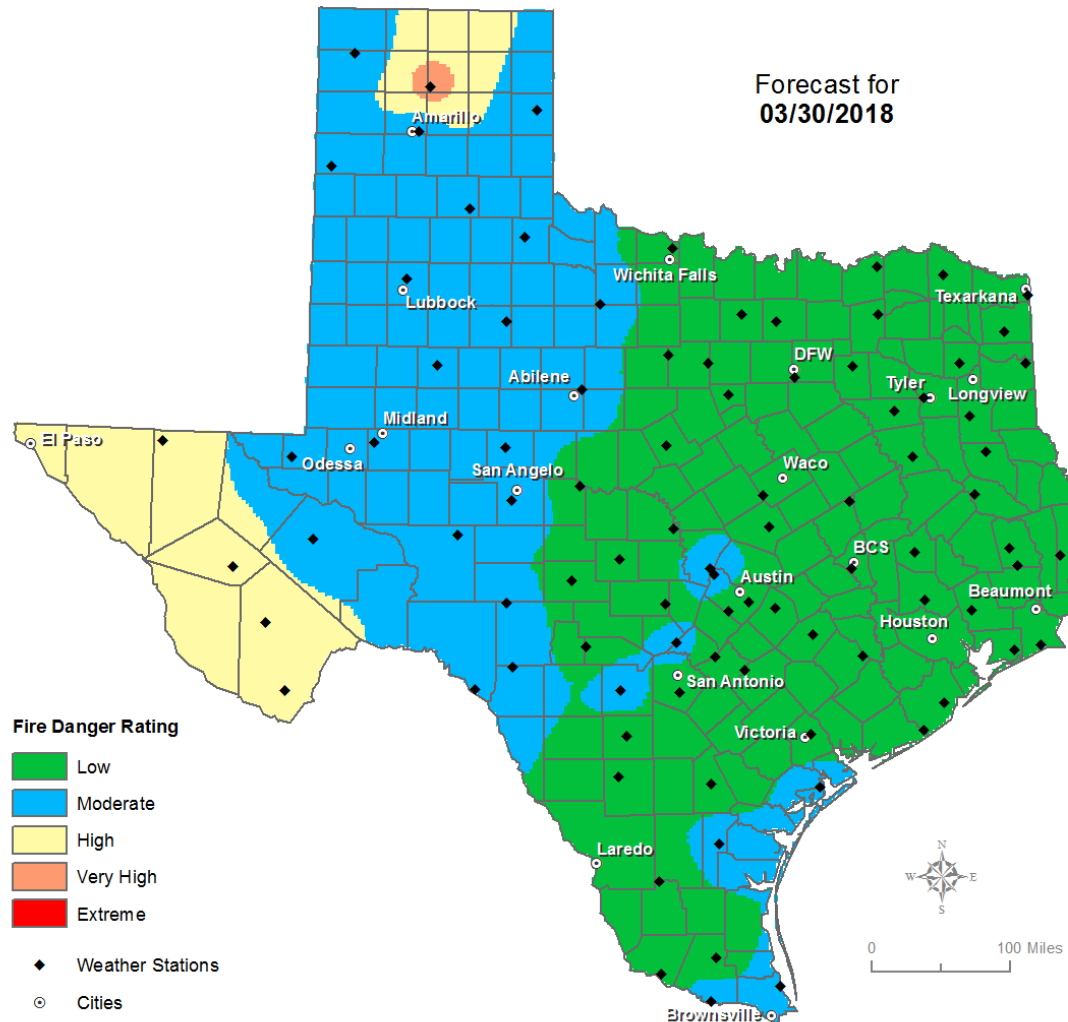 Forecast for
03/30/2018
Amarillo
Wichita Falls
Lubbock
Texarkana
DFW
Abilene
Tyler
Longview
Midland
El Paso
Odessa
San Angelo
Waco
BCS
Austin
Beaumont
Houston
San Antonio
Victoria
Laredo
Brownsville
Fire Danger Rating
Low
Moderate
High
Very High
Extreme
Weather Stations
Cities
N
W E
S
0 100 Miles